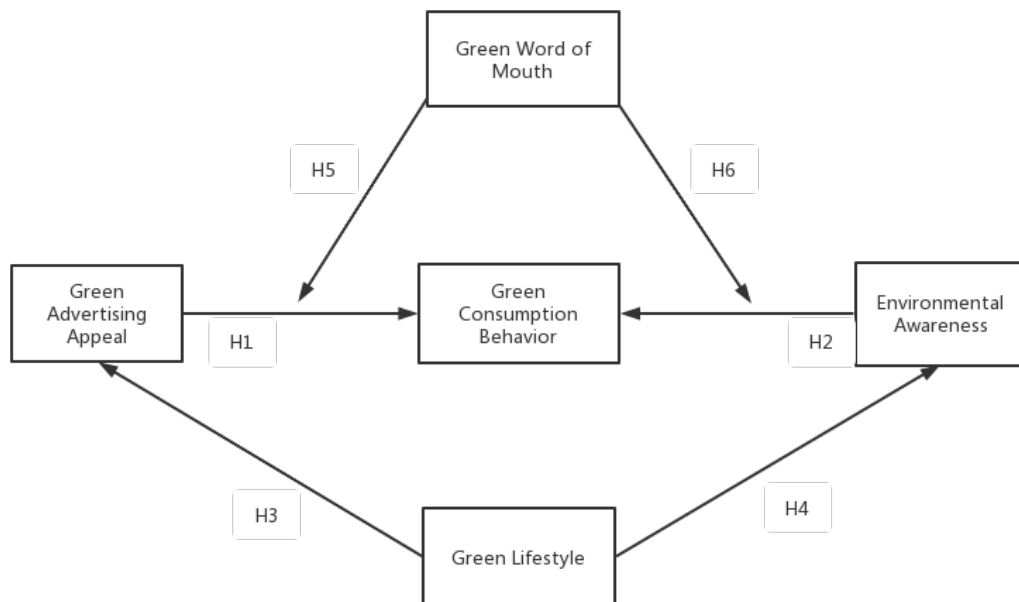 Green Word of
Mouth
H5
H6
Green
Advertising
Appeal
Green
Consumption
Behavior
Environmental
Awareness
H1
H2
H3
H4
Green Lifestyle